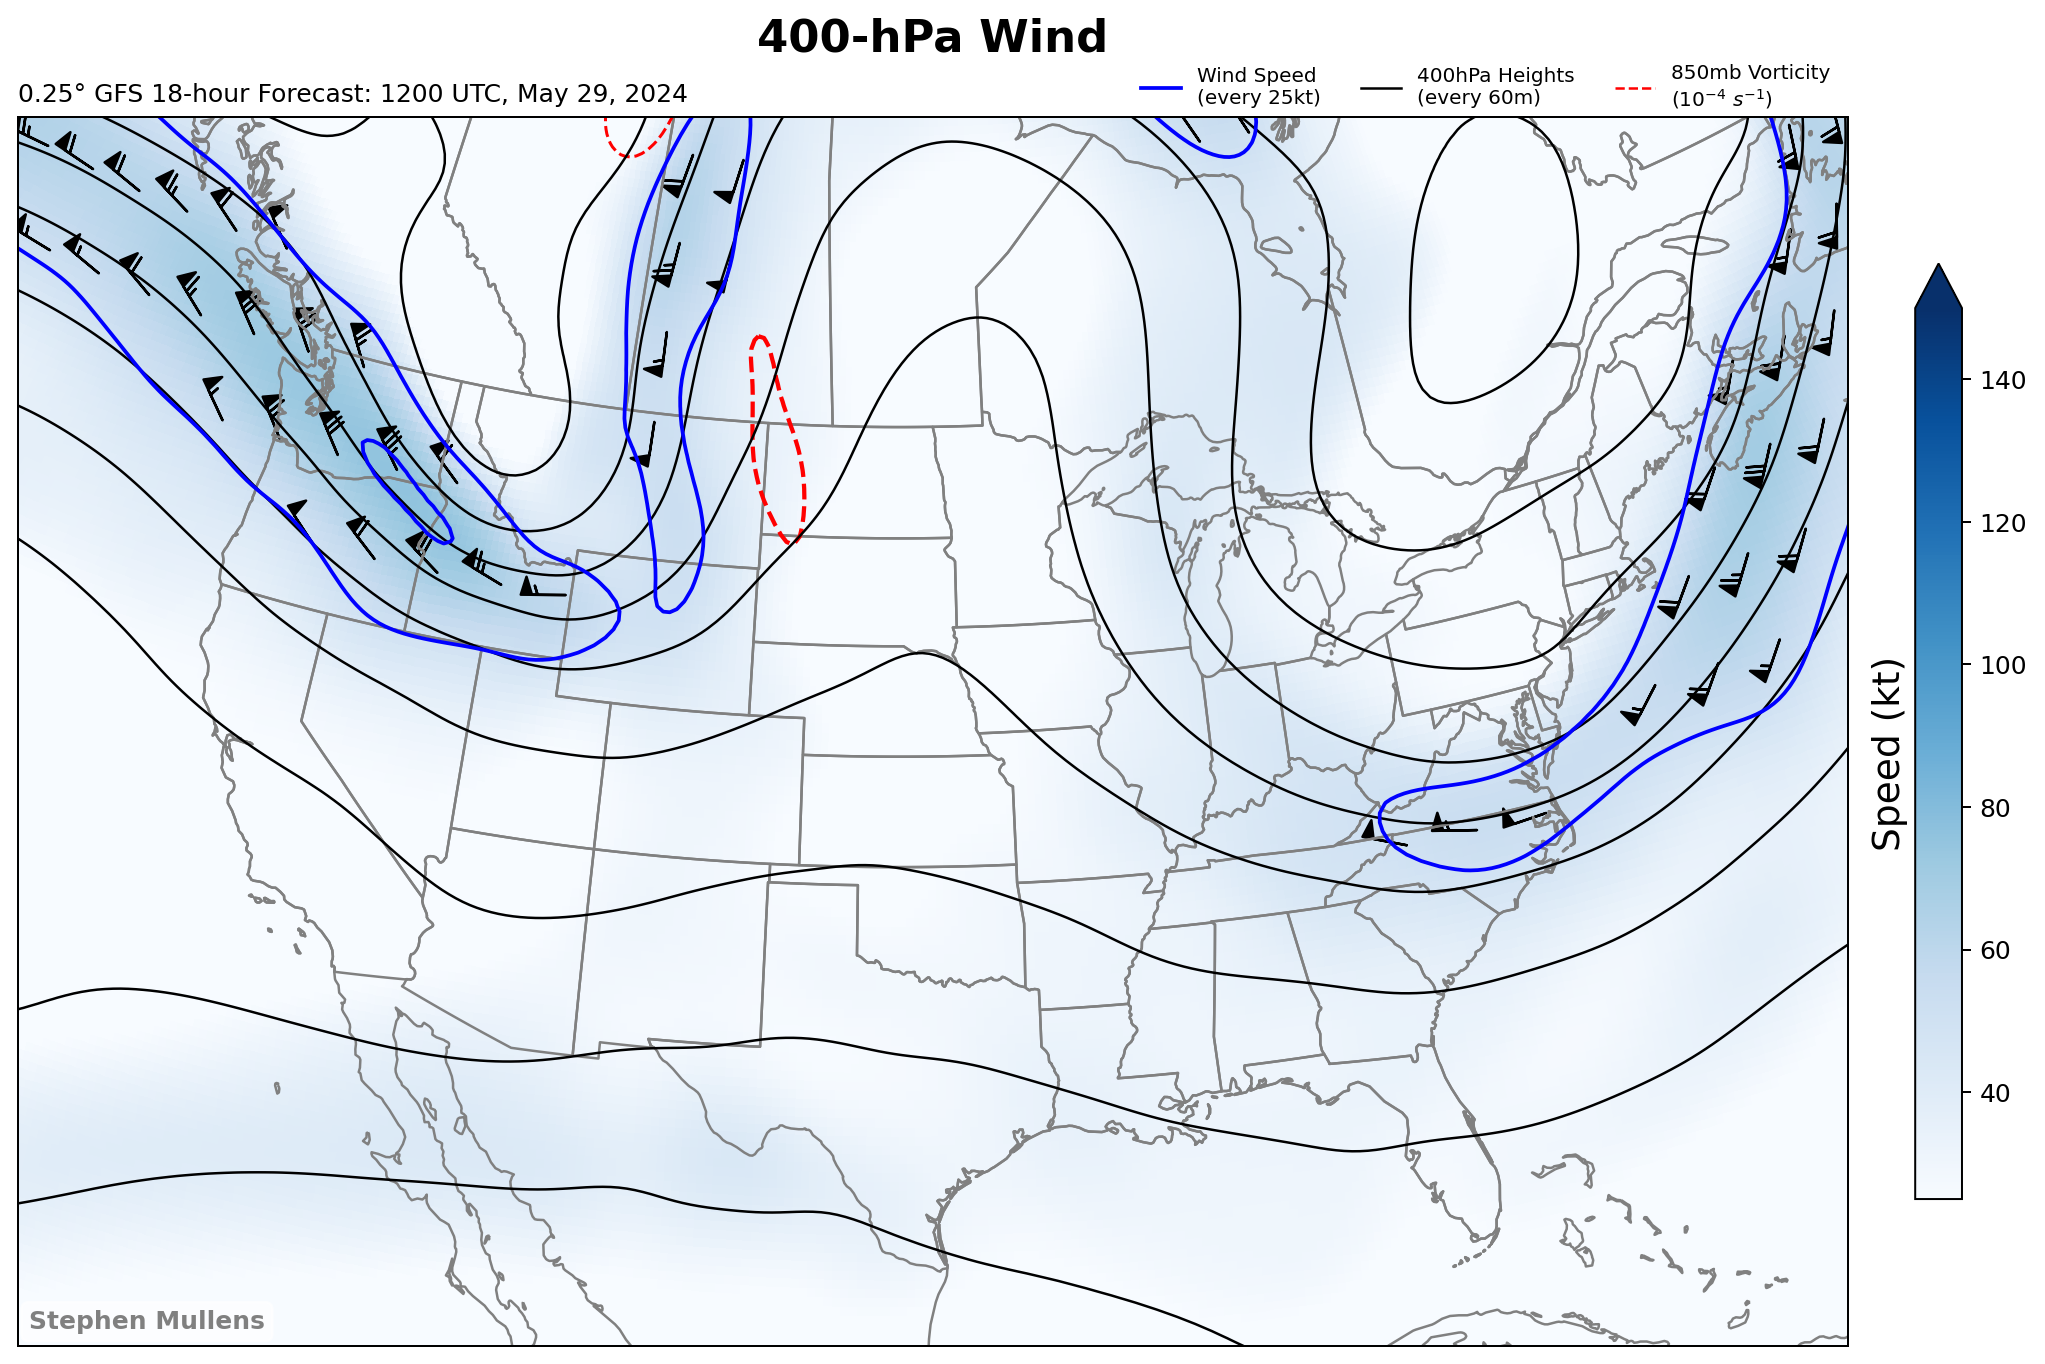 400-hPa Wind
0.25° GFS 18-hour Forecast: 1200 UTC, May 29, 2024
Wind Speed
(every 25kt)
400hPa Heights
(every 60m)
850mb Vorticity
(10⁻⁴ s⁻¹)
140
120
100
80
60
40
Speed (kt)
Stephen Mullens